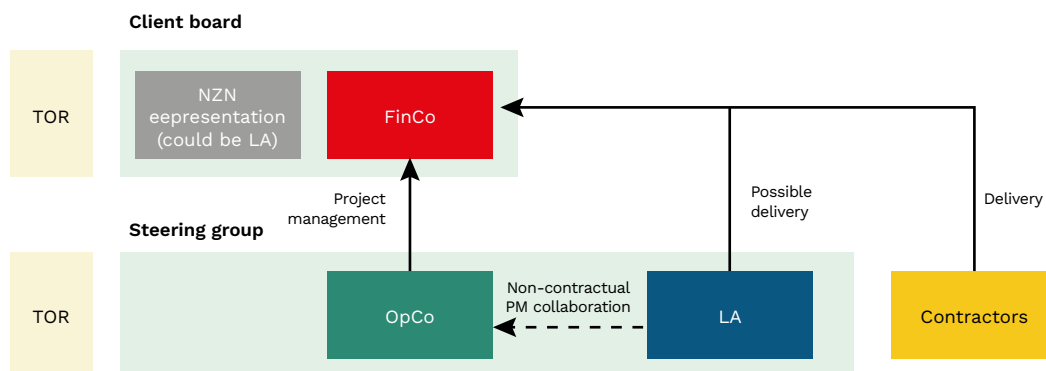 Client board
TOR
NZN
eepresentation
(could be LA)
FinCo
Project
management
Possible
delivery
Delivery
Steering group
TOR
OpCo
Non-contractual
PM collaboration
LA
Contractors